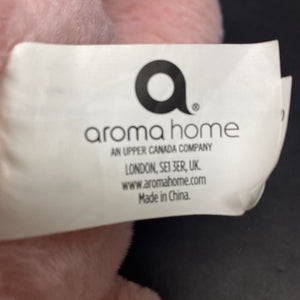 a®
aroma home
AN UPPER CANADA COMPANY
LONDON, SE1 3ER, UK.
www.aromahome.com
Made in China.